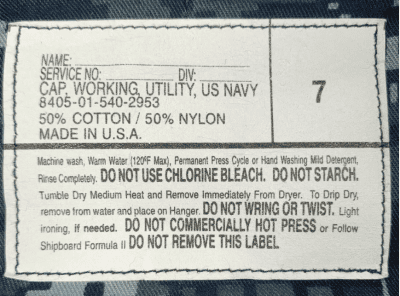 NAME:
SERVICE NO: DIV:
CAP, WORKING, UTILITY, US NAVY
8405-01-540-2953
50% COTTON / 50% NYLON
MADE IN U.S.A.
7
Machine wash, Warm Water (120°F Max), Permanent Press Cycle or Hand Washing Mild Detergent,
Rinse Completely. DO NOT USE CHLORINE BLEACH. DO NOT STARCH.
Tumble Dry Medium Heat and Remove Immediately From Dryer. To Drip Dry,
remove from water and place on Hanger. DO NOT WRING OR TWIST. Light
ironing, if needed. DO NOT COMMERCIALLY HOT PRESS or Follow
Shipboard Formula II DO NOT REMOVE THIS LABEL